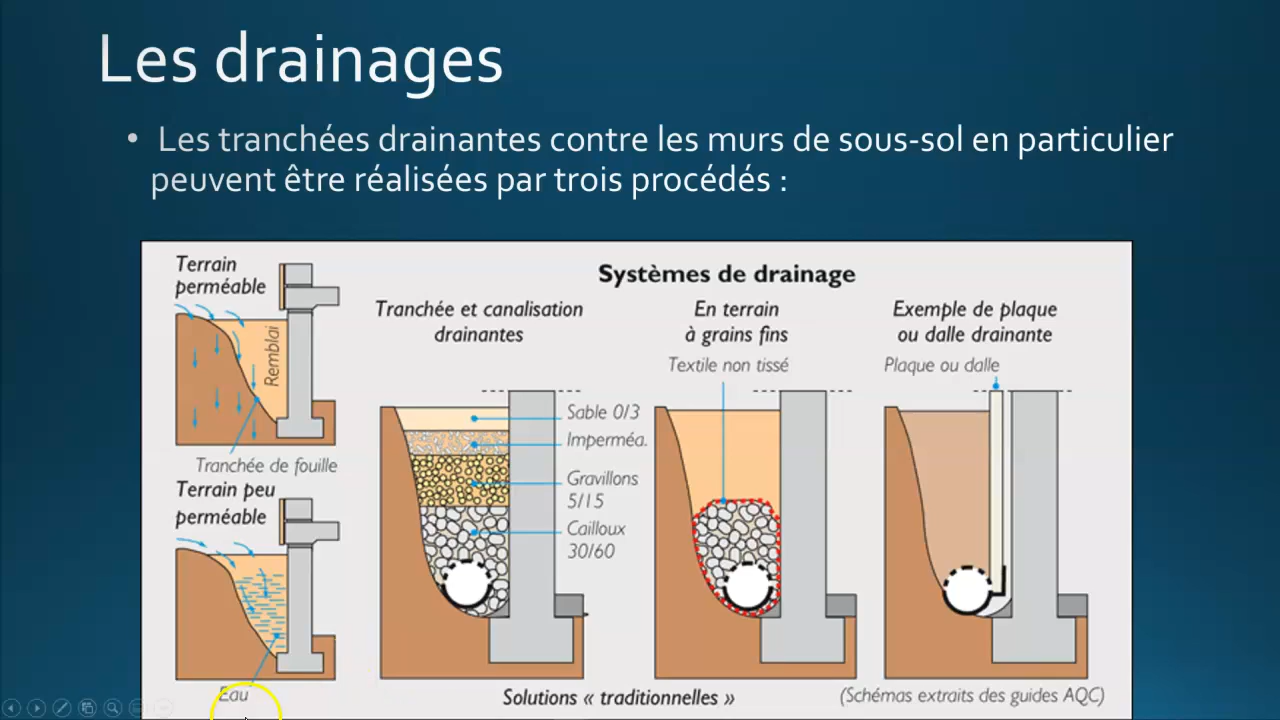 Les drainages
• Les tranchées drainantes contre les murs de sous-sol en particulier
peuvent être réalisées par trois procédés :
Terrain
perméable
Remblai
Tranchée de fouille
Terrain peu
perméable
Eau
Systèmes de drainage
Tranchée et canalisation
drainantes
Sable 0/3
Imperméa.
Gravillons
5/15
Cailloux
30/60
En terrain
à grains fins
Textile non tissé
Exemple de plaque
ou dalle drainante
Plaque ou dalle
Solutions « traditionnelles »
(Schémas extraits des guides AQC)